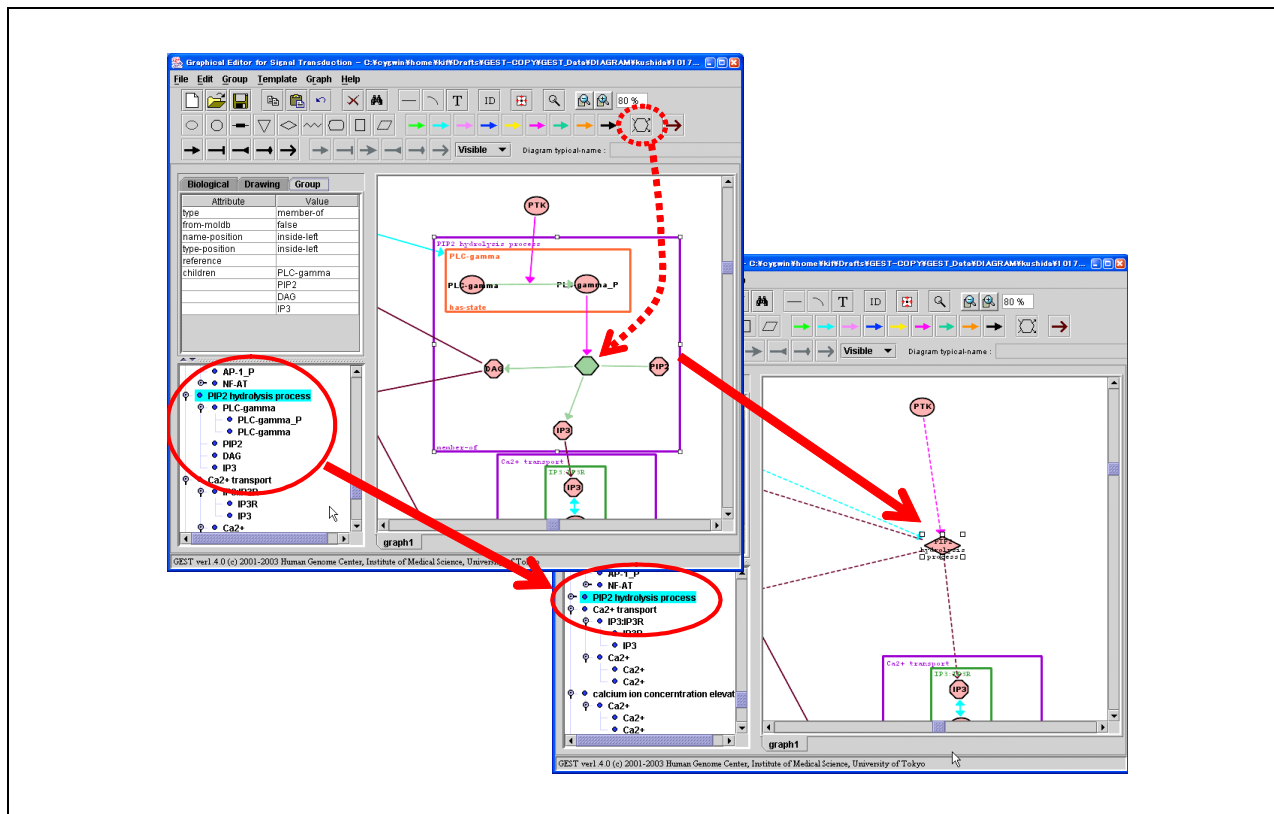 Graphical Editor for Signal Transduction - C:¥cygwin¥home¥kif¥Drafts¥GEST-COPY¥GEST_Data¥DIAGRAM¥kushida¥1017...
File Edit Group Template Graph Help
T ID 80 %
Visible Diagram typical-name :
Biological Drawing Group
Attribute Value
type member-of
from-moldb false
name-position inside-left
type-position inside-left
reference
children PLC-gamma
PIP2
DAG
IP3
AP-1_P
NF-AT
PIP2 hydrolysis process
PLC-gamma
PLC-gamma_P
PLC-gamma
PIP2
DAG
IP3
Ca2+ transport
IP3:IP3R
IP3R
IP3
Ca2+
PTK
PIP2 hydrolysis process
PLC-gamma
PLC-gamma PLC-gamma_P
has-state
DAG PIP2
IP3
member-of
Ca2+ transport
IP3:IP3R
IP3
graph1
GEST ver1.4.0 (c) 2001-2003 Human Genome Center, Institute of Medical Science, University of Tokyo
- C:¥cygwin¥home¥kif¥Drafts¥GEST-COPY¥GEST_Data¥DIAGRAM¥kushida¥1017...
T ID 80 %
Visible Diagram typical-name :
AP-1_P
NF-AT
PIP2 hydrolysis process
Ca2+ transport
IP3:IP3R
IP3R
IP3
Ca2+
Ca2+
Ca2+
calcium ion concerntration elevat
Ca2+
Ca2+
Ca2+
PTK
PIP2
hydrolysis
process
Ca2+ transport
IP3:IP3R
IP3
graph1
GEST ver1.4.0 (c) 2001-2003 Human Genome Center, Institute of Medical Science, University of Tokyo